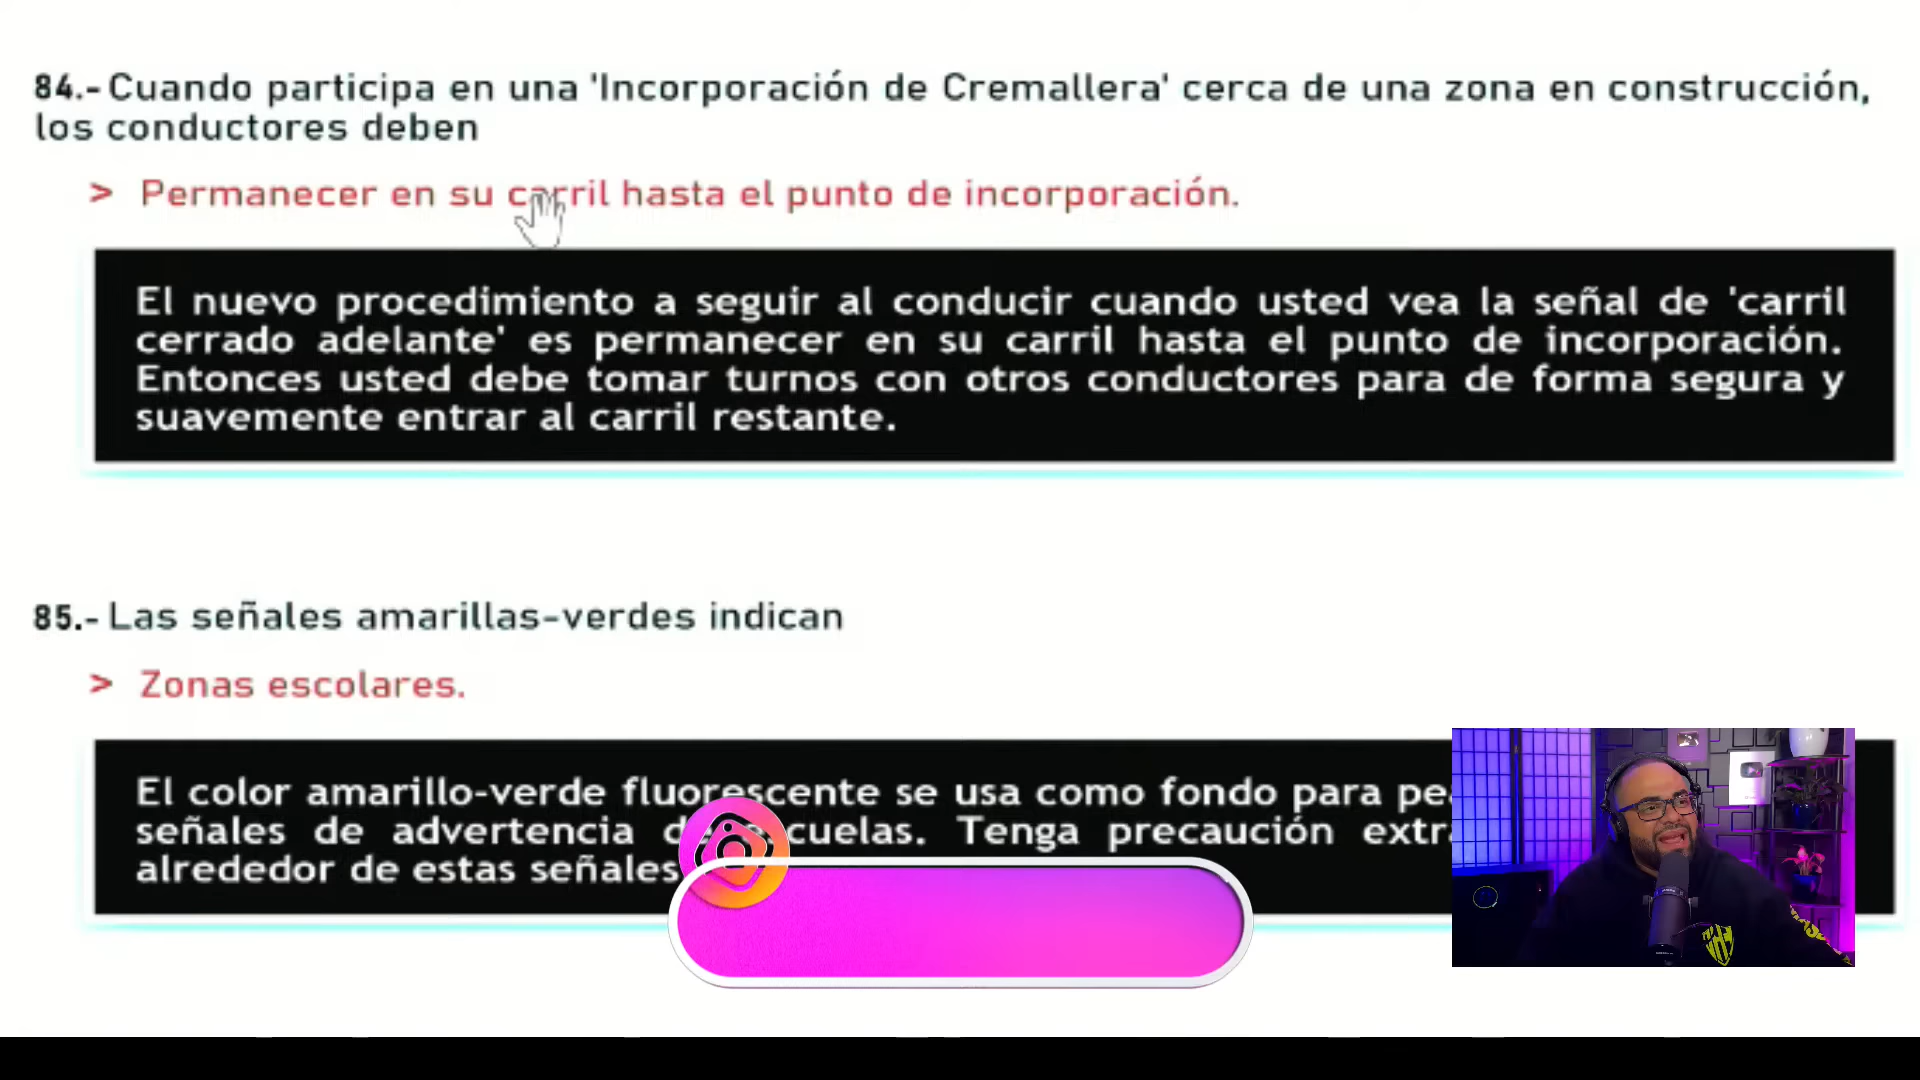 84.- Cuando participa en una 'Incorporación de Cremallera' cerca de una zona en construcción,
los conductores deben
> Permanecer en su carril hasta el punto de incorporación.
El nuevo procedimiento a seguir al conducir cuando usted vea la señal de 'carril
cerrado adelante' es permanecer en su carril hasta el punto de incorporación.
Entonces usted debe tomar turnos con otros conductores para de forma segura y
suavemente entrar al carril restante.
85.- Las señales amarillas-verdes indican
> Zonas escolares.
El color amarillo-verde fluorescente se usa como fondo para
señales de advertencia Tenga precaución
alrededor de estas señales